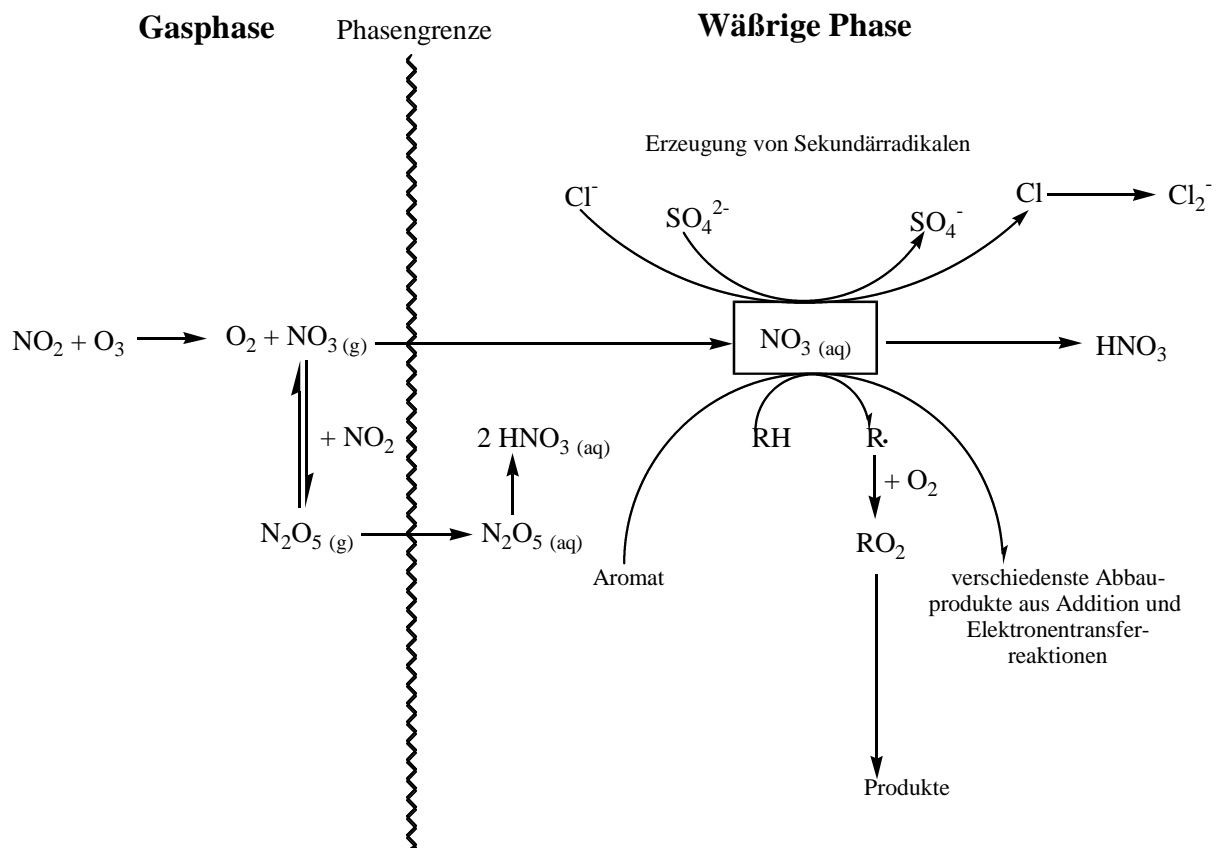 Gasphase Phasengrenze Wäßrige Phase
Erzeugung von Sekundärradikalen
Cl⁻ SO₄²⁻ SO₄⁻ Cl Cl₂⁻
NO₂ + O₃ O₂ + NO₃ (g) NO₃ (aq) HNO₃
+ NO₂ 2 HNO₃ (aq) RH R·
+ O₂
N₂O₅ (g) N₂O₅ (aq) RO₂
Aromat
verschiedenste Abbau-
produkte aus Addition und
Elektronentransfer-
reaktionen
Produkte